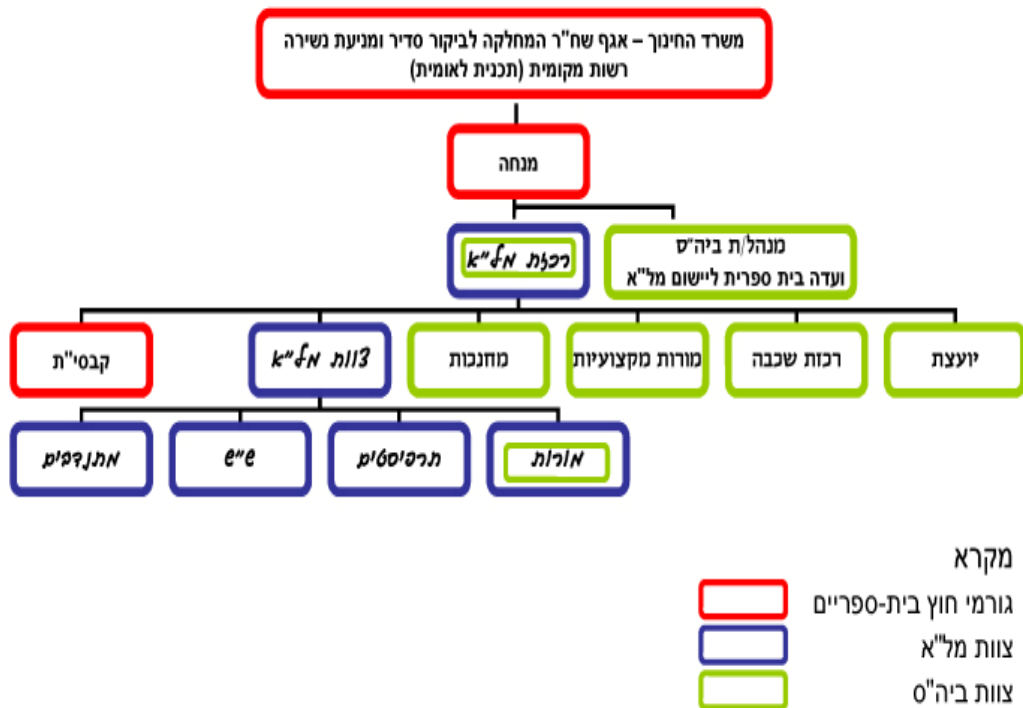 משרד החינוך – אגף שח"ר המחלקה לביקור סדיר ומניעת נשירה
רשות מקומית (תכנית לאומית)
מנחה
מנהל/ת ביה"ס
ועדה בית ספרית ליישום מל"א
רכזת מל"א
יועצת
רכזת שכבה
מורות מקצועיות
מחנכות
צוות מל"א
קבסי"ת
מורות
תרפיסטים
ש"ש
מתנדבים
מקרא
גורמי חוץ בית-ספריים
צוות מל"א
צוות ביה"ס